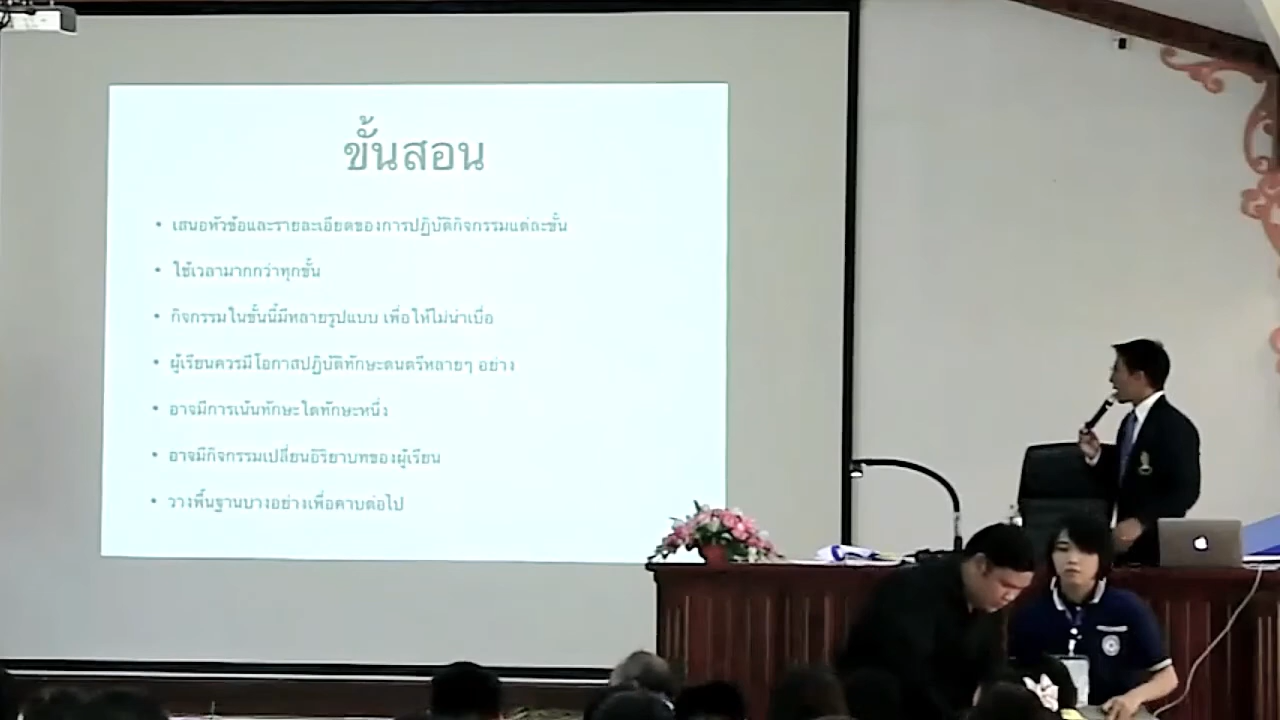 ขั้นสอน
• เสนอหัวข้อและรายละเอียดของการปฏิบัติกิจกรรมแต่ละขั้น
• ใช้เวลามากกว่าทุกขั้น
• กิจกรรมในขั้นนี้มีหลายรูปแบบ เพื่อให้ไม่น่าเบื่อ
• ผู้เรียนควรมีโอกาสปฏิบัติทักษะดนตรีหลายๆ อย่าง
• อาจมีการเน้นทักษะใดทักษะหนึ่ง
• อาจมีกิจกรรมเปลี่ยนอิริยาบทของผู้เรียน
• วางพื้นฐานบางอย่างเพื่อคาบต่อไป